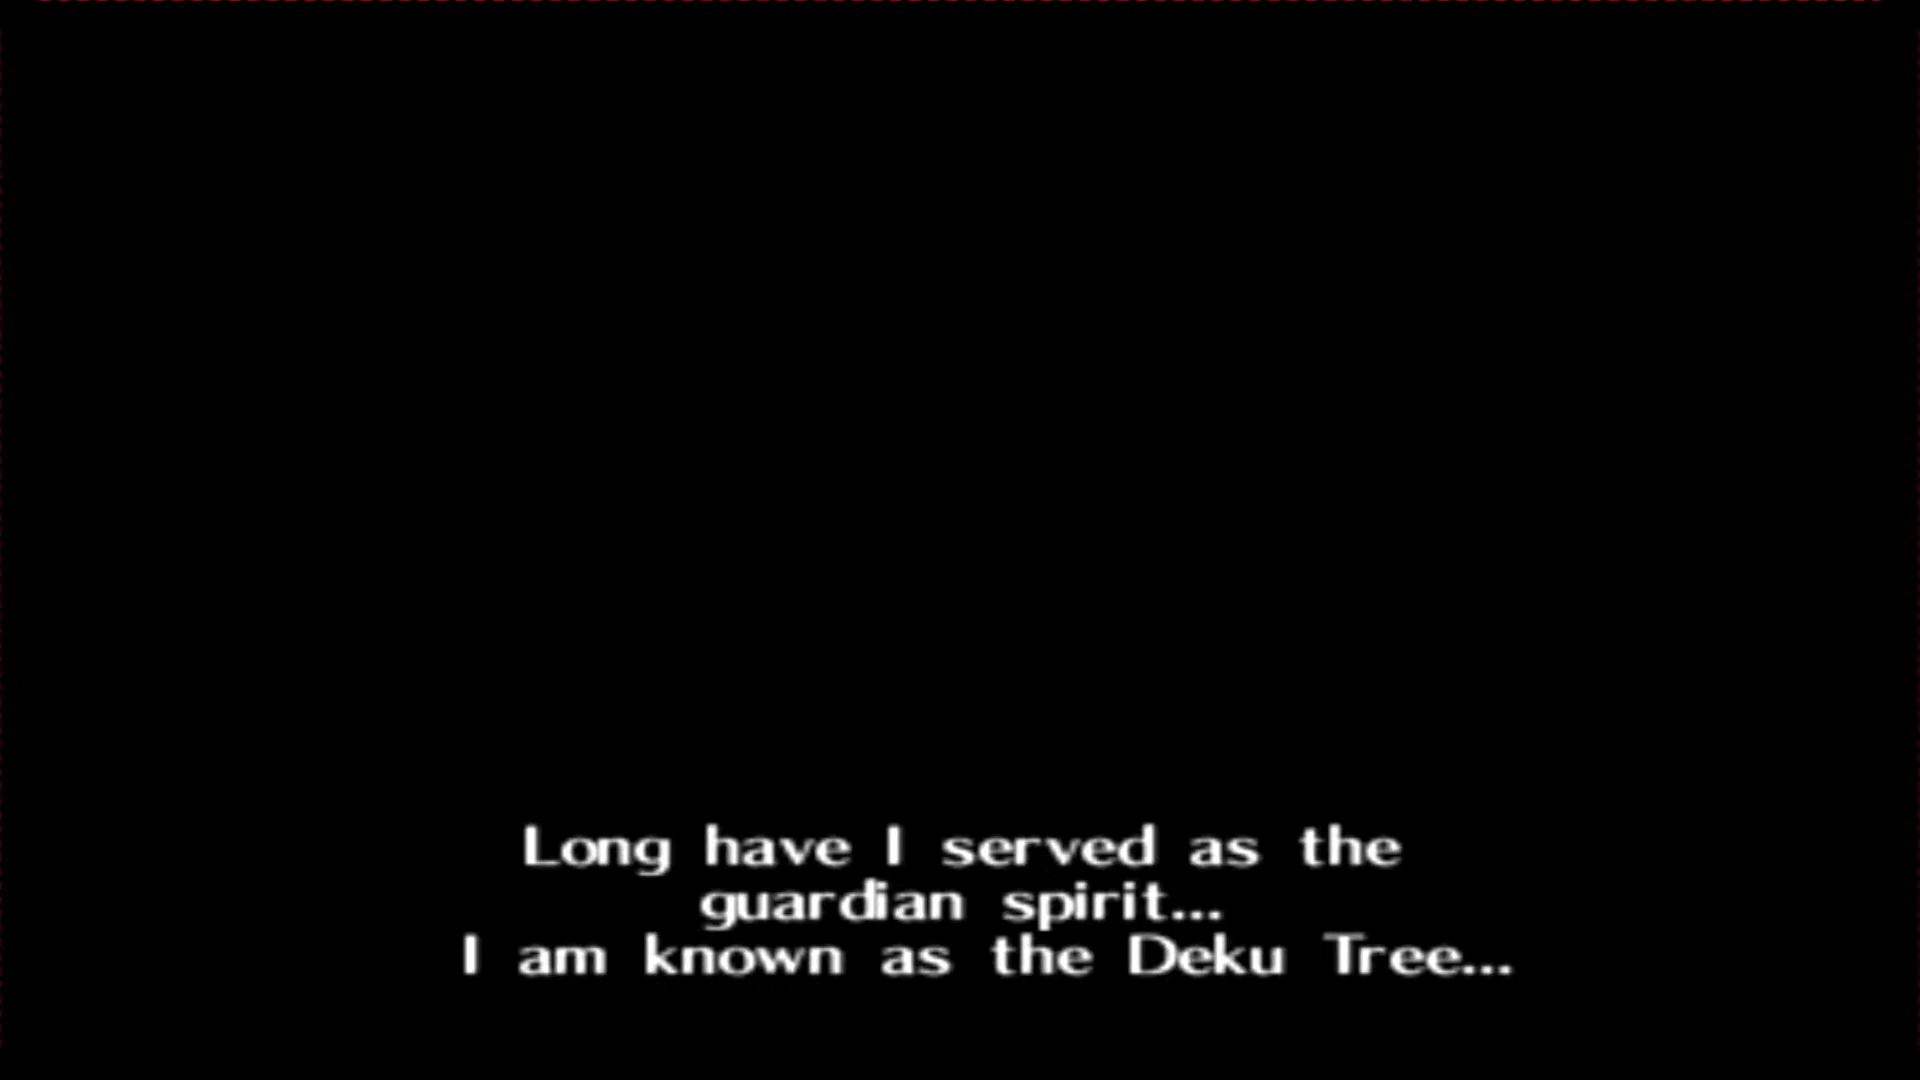 Long have I served as the
guardian spirit...
I am known as the Deku Tree...